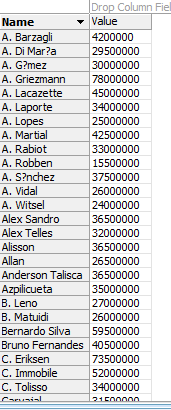 Drop Column Fiel
Name Value
A. Barzagli 4200000
A. Di Mar?a 29500000
A. G?mez 30000000
A. Griezmann 78000000
A. Lacazette 45000000
A. Laporte 34000000
A. Lopes 25000000
A. Martial 42500000
A. Rabiot 33000000
A. Robben 15500000
A. S?nchez 37500000
A. Vidal 26000000
A. Witsel 24000000
Alex Sandro 36500000
Alex Telles 32000000
Alisson 36500000
Allan 26500000
Anderson Talisca 36500000
Azpilicueta 35000000
B. Leno 27000000
B. Matuidi 26000000
Bernardo Silva 59500000
Bruno Fernandes 40500000
C. Eriksen 73500000
C. Immobile 52000000
C. Tolisso 34000000
Carvajal 31500000